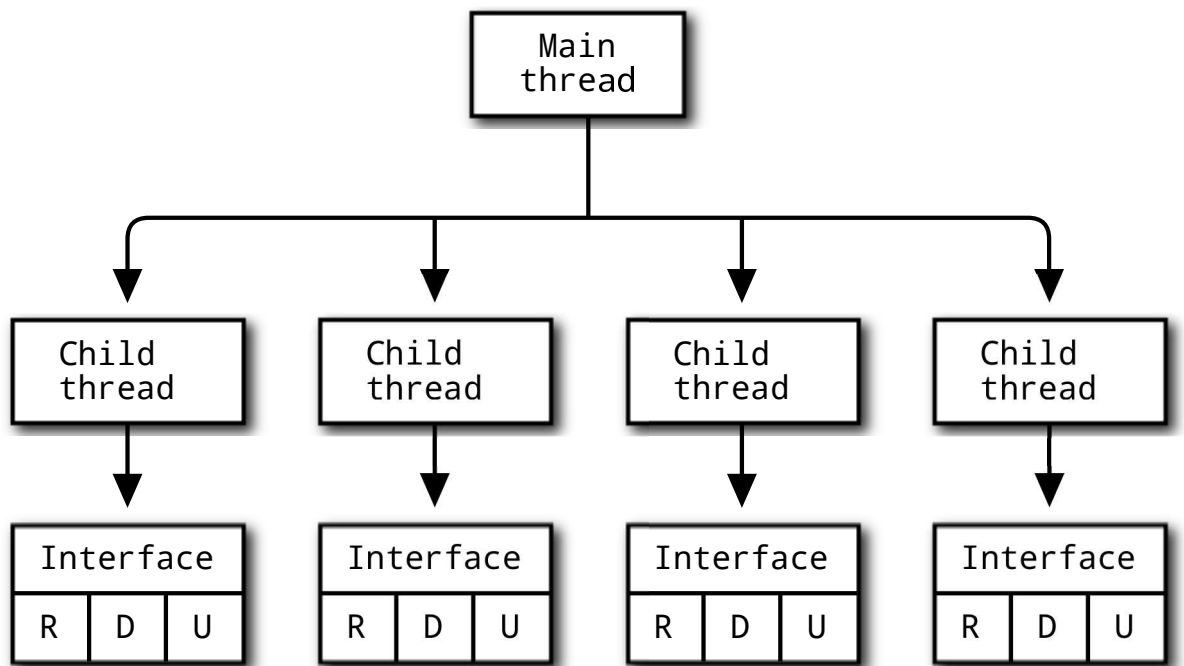 Main
thread
Child
thread
Child
thread
Child
thread
Child
thread
Interface
R D U
Interface
R D U
Interface
R D U
Interface
R D U